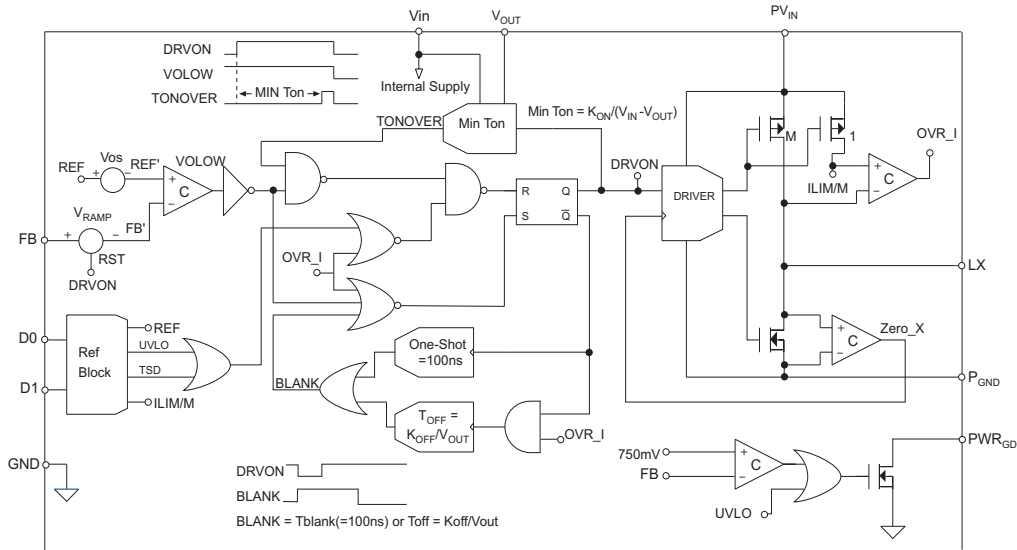 Vin
VOUT
PVIN
DRVON
VOLOW
TONOVER
MIN Ton
Internal Supply
TONOVER
Min Ton
Min Ton = KON/(VIN-VOUT)
M
1
OVR_I
ILIM/M
C
REF
Vos
REF'
VOLOW
+
−
+
C
−
VRAMP
FB
+
−
FB'
RST
DRVON
R
Q
S
Q̅
DRVON
DRIVER
+
−
OVR_I
LX
D0
D1
Ref
Block
REF
UVLO
TSD
ILIM/M
BLANK
One-Shot
=100ns
TOFF =
KOFF/VOUT
OVR_I
+
C
−
Zero_X
PGND
GND
DRVON
BLANK
BLANK = Tblank(=100ns) or Toff = Koff/Vout
750mV
FB
+
C
−
UVLO
PWRGD